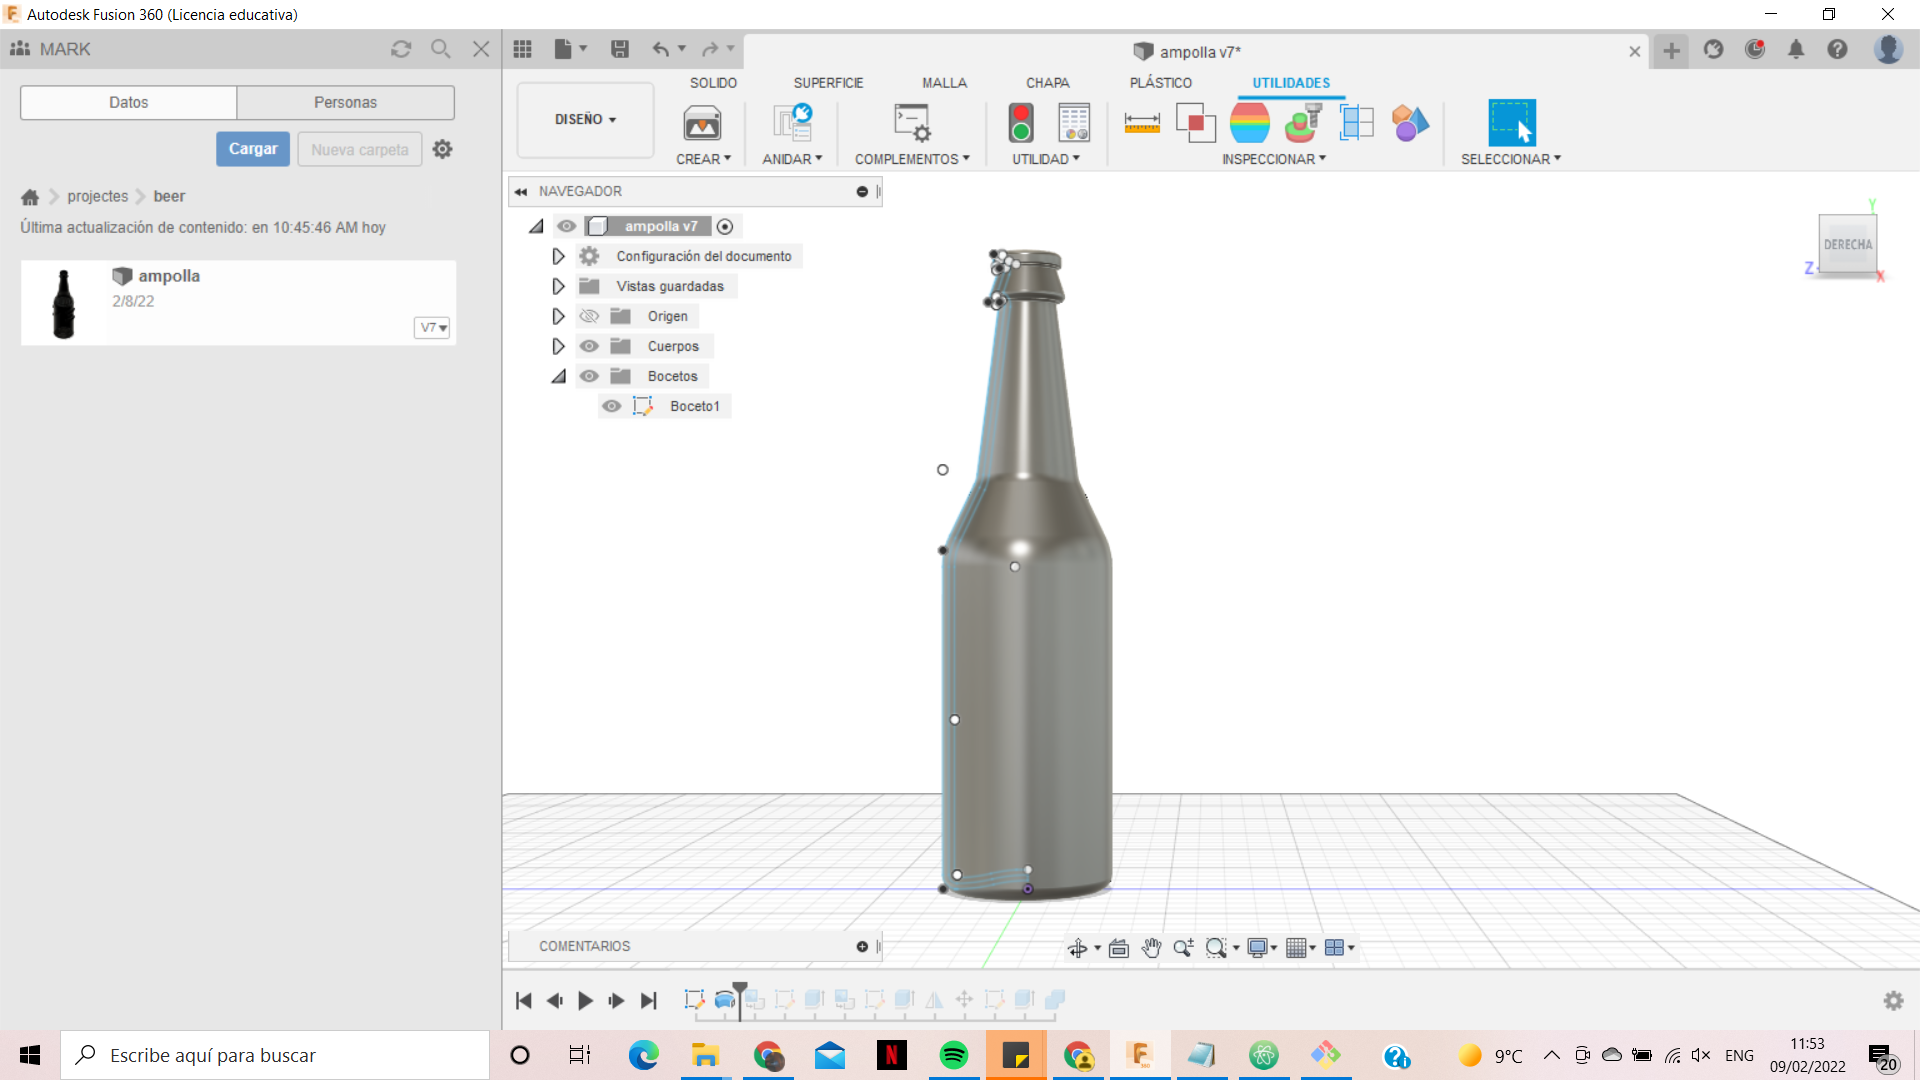 Autodesk Fusion 360 (Licencia educativa)
MARK
ampolla v7*
Datos
Personas
Cargar
Nueva carpeta
projectes
beer
Última actualización de contenido: en 10:45:46 AM hoy
ampolla
2/8/22
V7
SOLIDO
SUPERFICIE
MALLA
CHAPA
PLÁSTICO
UTILIDADES
DISEÑO
CREAR
ANIDAR
COMPLEMENTOS
UTILIDAD
INSPECCIONAR
SELECCIONAR
NAVEGADOR
ampolla v7
Configuración del documento
Vistas guardadas
Origen
Cuerpos
Bocetos
Boceto1
Y
DERECHA
Z
X
COMENTARIOS
Escribe aquí para buscar
9°C
ENG
11:53
09/02/2022
20